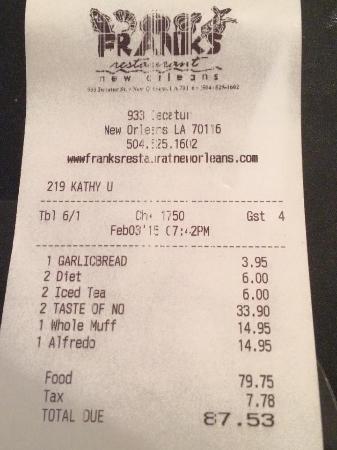 FRANKS
restaurant
new orleans
933 Decatur St. • New Orleans, LA 701 • (504) 525-1602
933 Decatur
New Orleans LA 70116
504.525.1602
www.franksrestauratneworleans.com
219 KATHY U
Tbl 6/1 Chk 1750 Gst 4
Feb03'15 07:42PM
1 GARLICBREAD 3.95
2 Diet 6.00
2 Iced Tea 6.00
2 TASTE OF NO 33.90
1 Whole Muff 14.95
1 Alfredo 14.95
Food 79.75
Tax 7.78
TOTAL DUE 87.53